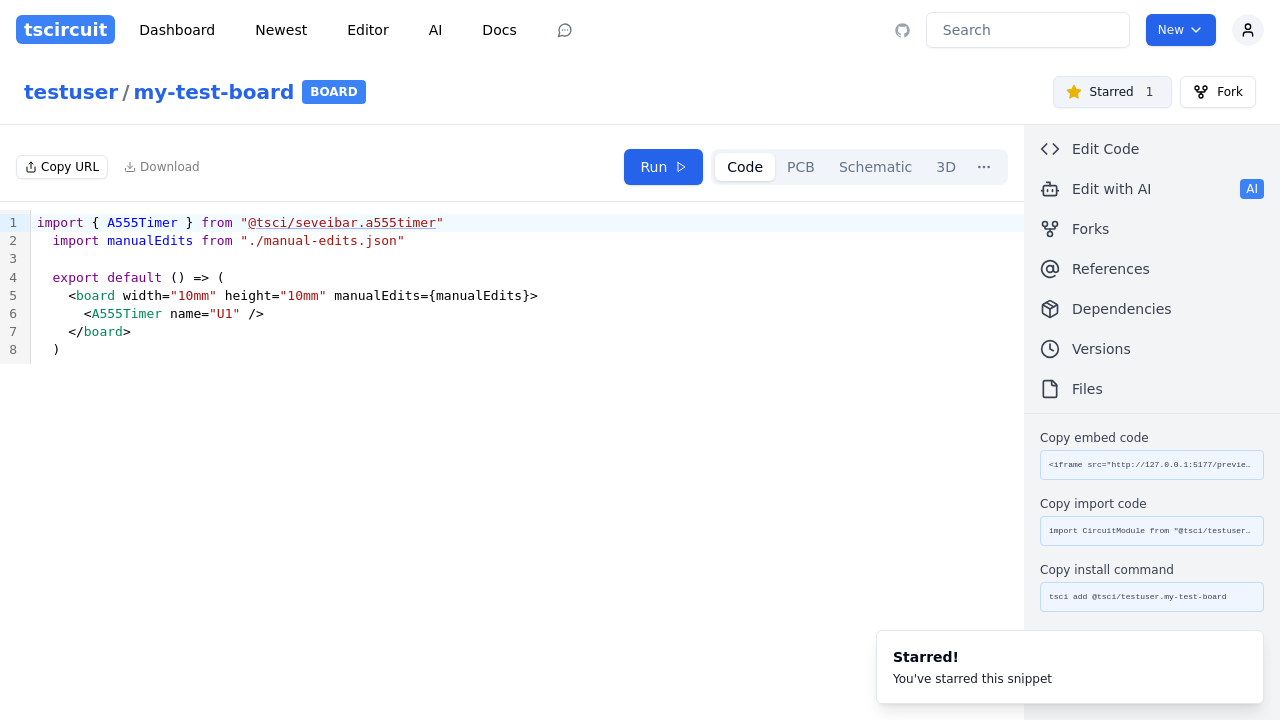 tscircuit Dashboard Newest Editor AI Docs Search New
testuser / my-test-board BOARD Starred 1 Fork
Copy URL Download Run Code PCB Schematic 3D
1 import { A555Timer } from "@tsci/seveibar.a555timer"
2 import manualEdits from "./manual-edits.json"
3
4 export default () => (
5 <board width="10mm" height="10mm" manualEdits={manualEdits}>
6 <A555Timer name="U1" />
7 </board>
8 )
Edit Code
Edit with AI AI
Forks
References
Dependencies
Versions
Files
Copy embed code
<iframe src="http://127.0.0.1:5177/previe…
Copy import code
import CircuitModule from "@tsci/testuser…
Copy install command
tsci add @tsci/testuser.my-test-board
Starred!
You've starred this snippet